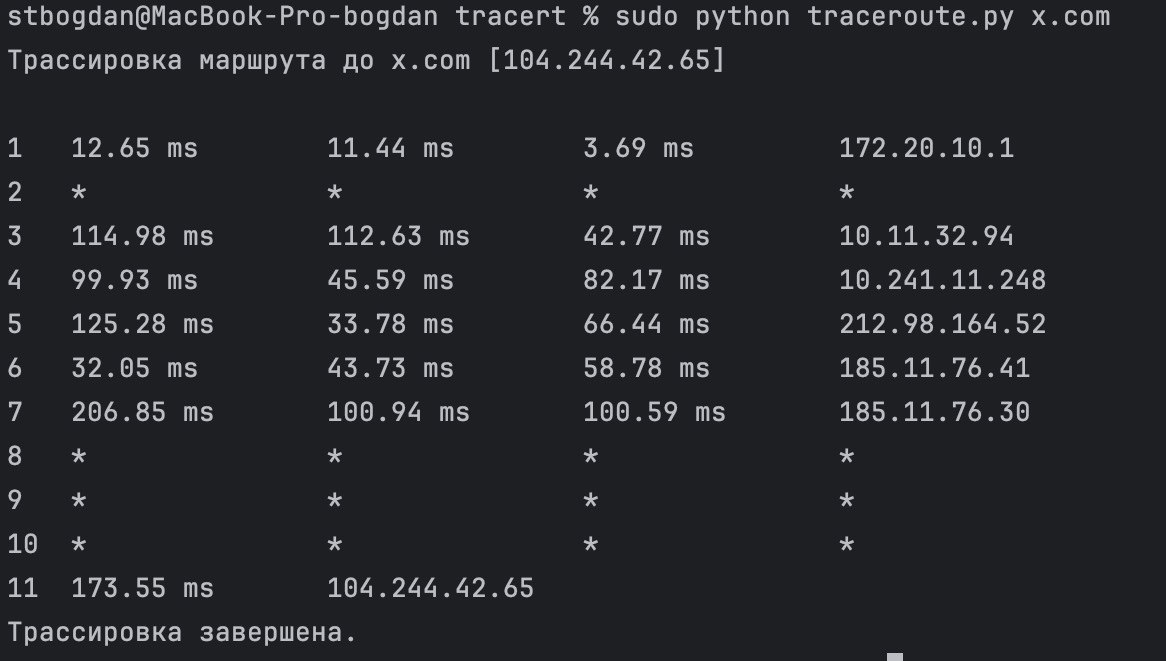 stbogdan@MacBook-Pro-bogdan tracert % sudo python traceroute.py x.com
Трассировка маршрута до x.com [104.244.42.65]
1 12.65 ms 11.44 ms 3.69 ms 172.20.10.1
2 * * * *
3 114.98 ms 112.63 ms 42.77 ms 10.11.32.94
4 99.93 ms 45.59 ms 82.17 ms 10.241.11.248
5 125.28 ms 33.78 ms 66.44 ms 212.98.164.52
6 32.05 ms 43.73 ms 58.78 ms 185.11.76.41
7 206.85 ms 100.94 ms 100.59 ms 185.11.76.30
8 * * * *
9 * * * *
10 * * * *
11 173.55 ms 104.244.42.65
Трассировка завершена.